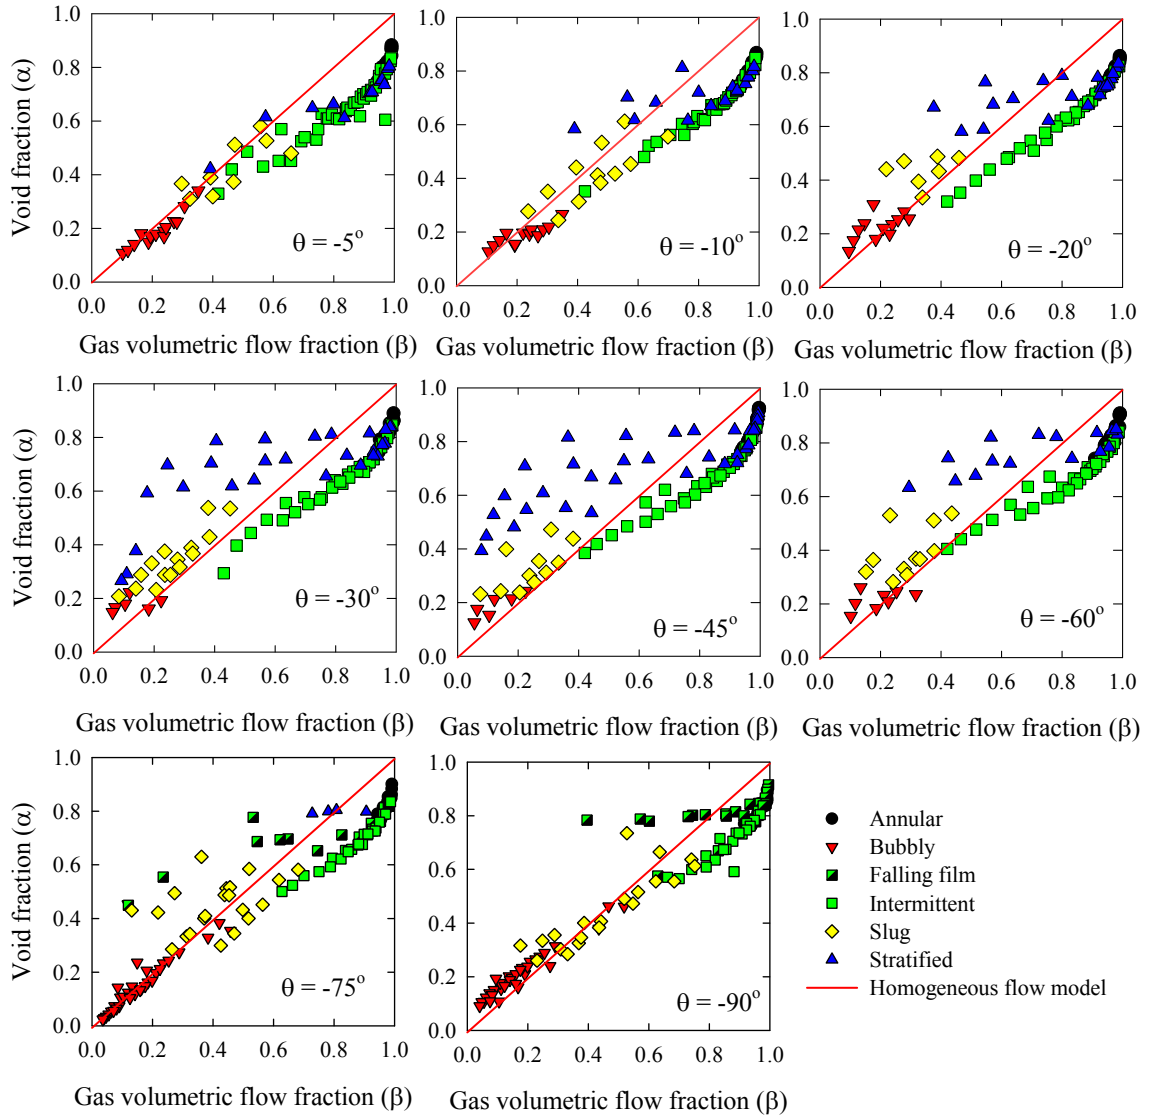 1.0
0.8
0.6
0.4
0.2
0.0
Void fraction (α)
θ = -5°
0.0 0.2 0.4 0.6 0.8 1.0
Gas volumetric flow fraction (β)
1.0
0.8
0.6
0.4
0.2
0.0
θ = -10°
0.0 0.2 0.4 0.6 0.8 1.0
Gas volumetric flow fraction (β)
1.0
0.8
0.6
0.4
0.2
0.0
θ = -20°
0.0 0.2 0.4 0.6 0.8 1.0
Gas volumetric flow fraction (β)
1.0
0.8
0.6
0.4
0.2
0.0
Void fraction (α)
θ = -30°
0.0 0.2 0.4 0.6 0.8 1.0
Gas volumetric flow fraction (β)
1.0
0.8
0.6
0.4
0.2
0.0
θ = -45°
0.0 0.2 0.4 0.6 0.8 1.0
Gas volumetric flow fraction (β)
1.0
0.8
0.6
0.4
0.2
0.0
θ = -60°
0.0 0.2 0.4 0.6 0.8 1.0
Gas volumetric flow fraction (β)
1.0
0.8
0.6
0.4
0.2
0.0
Void fraction (α)
θ = -75°
0.0 0.2 0.4 0.6 0.8 1.0
Gas volumetric flow fraction (β)
1.0
0.8
0.6
0.4
0.2
0.0
θ = -90°
0.0 0.2 0.4 0.6 0.8 1.0
Gas volumetric flow fraction (β)
Annular
Bubbly
Falling film
Intermittent
Slug
Stratified
Homogeneous flow model